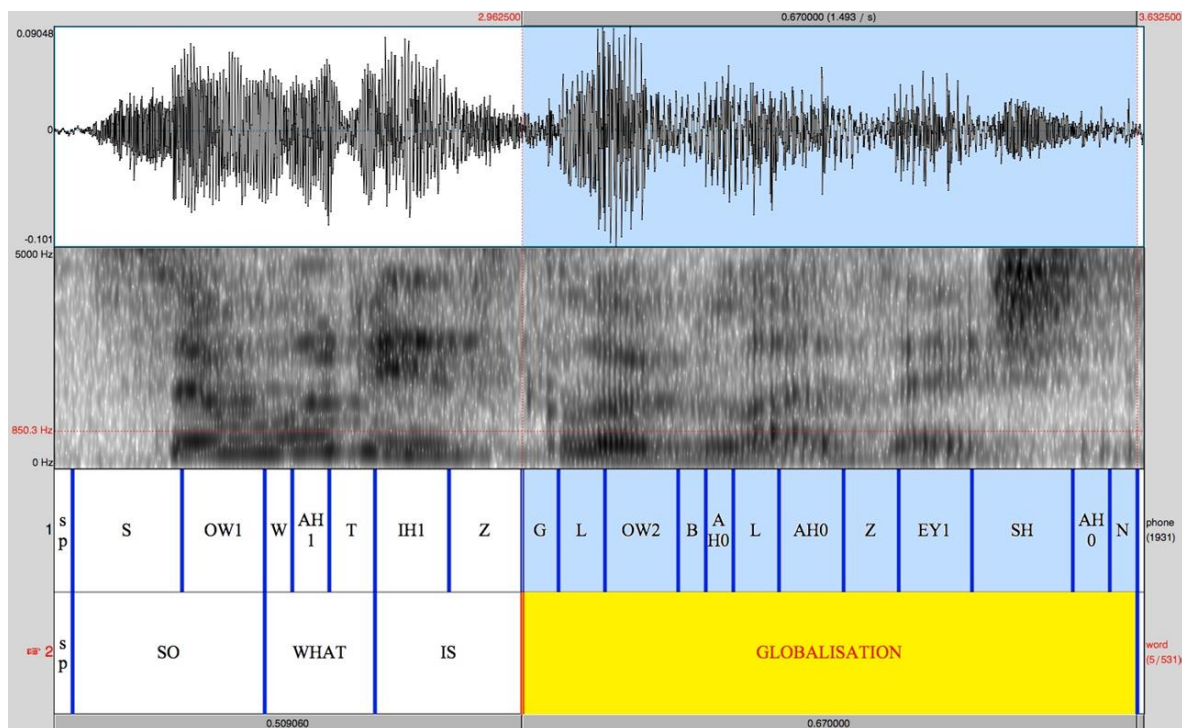 2.962500 0.670000 (1.493 / s) 3.632500
0.09048
0
-0.101
5000 Hz
850.3 Hz
0 Hz
1 sp S OW1 W AH1 T IH1 Z G L OW2 B AH0 L AH0 Z EY1 SH AH0 N phone (1931)
2 sp SO WHAT IS GLOBALISATION word (5/531)
0.509060 0.670000